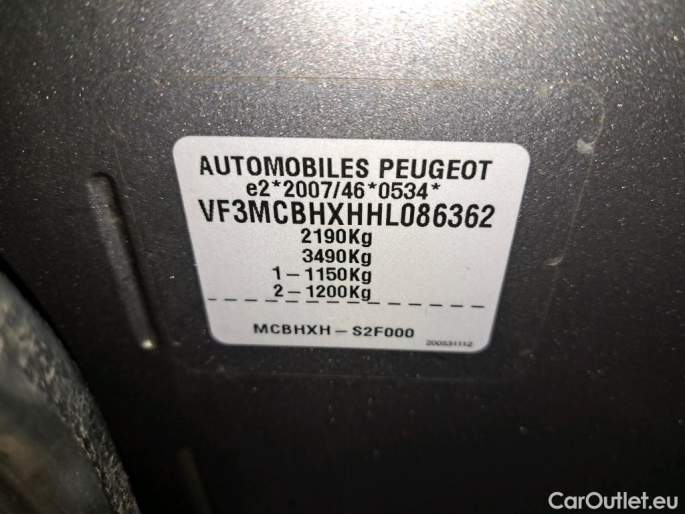 AUTOMOBILES PEUGEOT
e2*2007/46*0534*
VF3MCBHXHHL086362
2190Kg
3490Kg
1-1150Kg
2-1200Kg
MCBHXH-S2F000
CarOutlet.eu